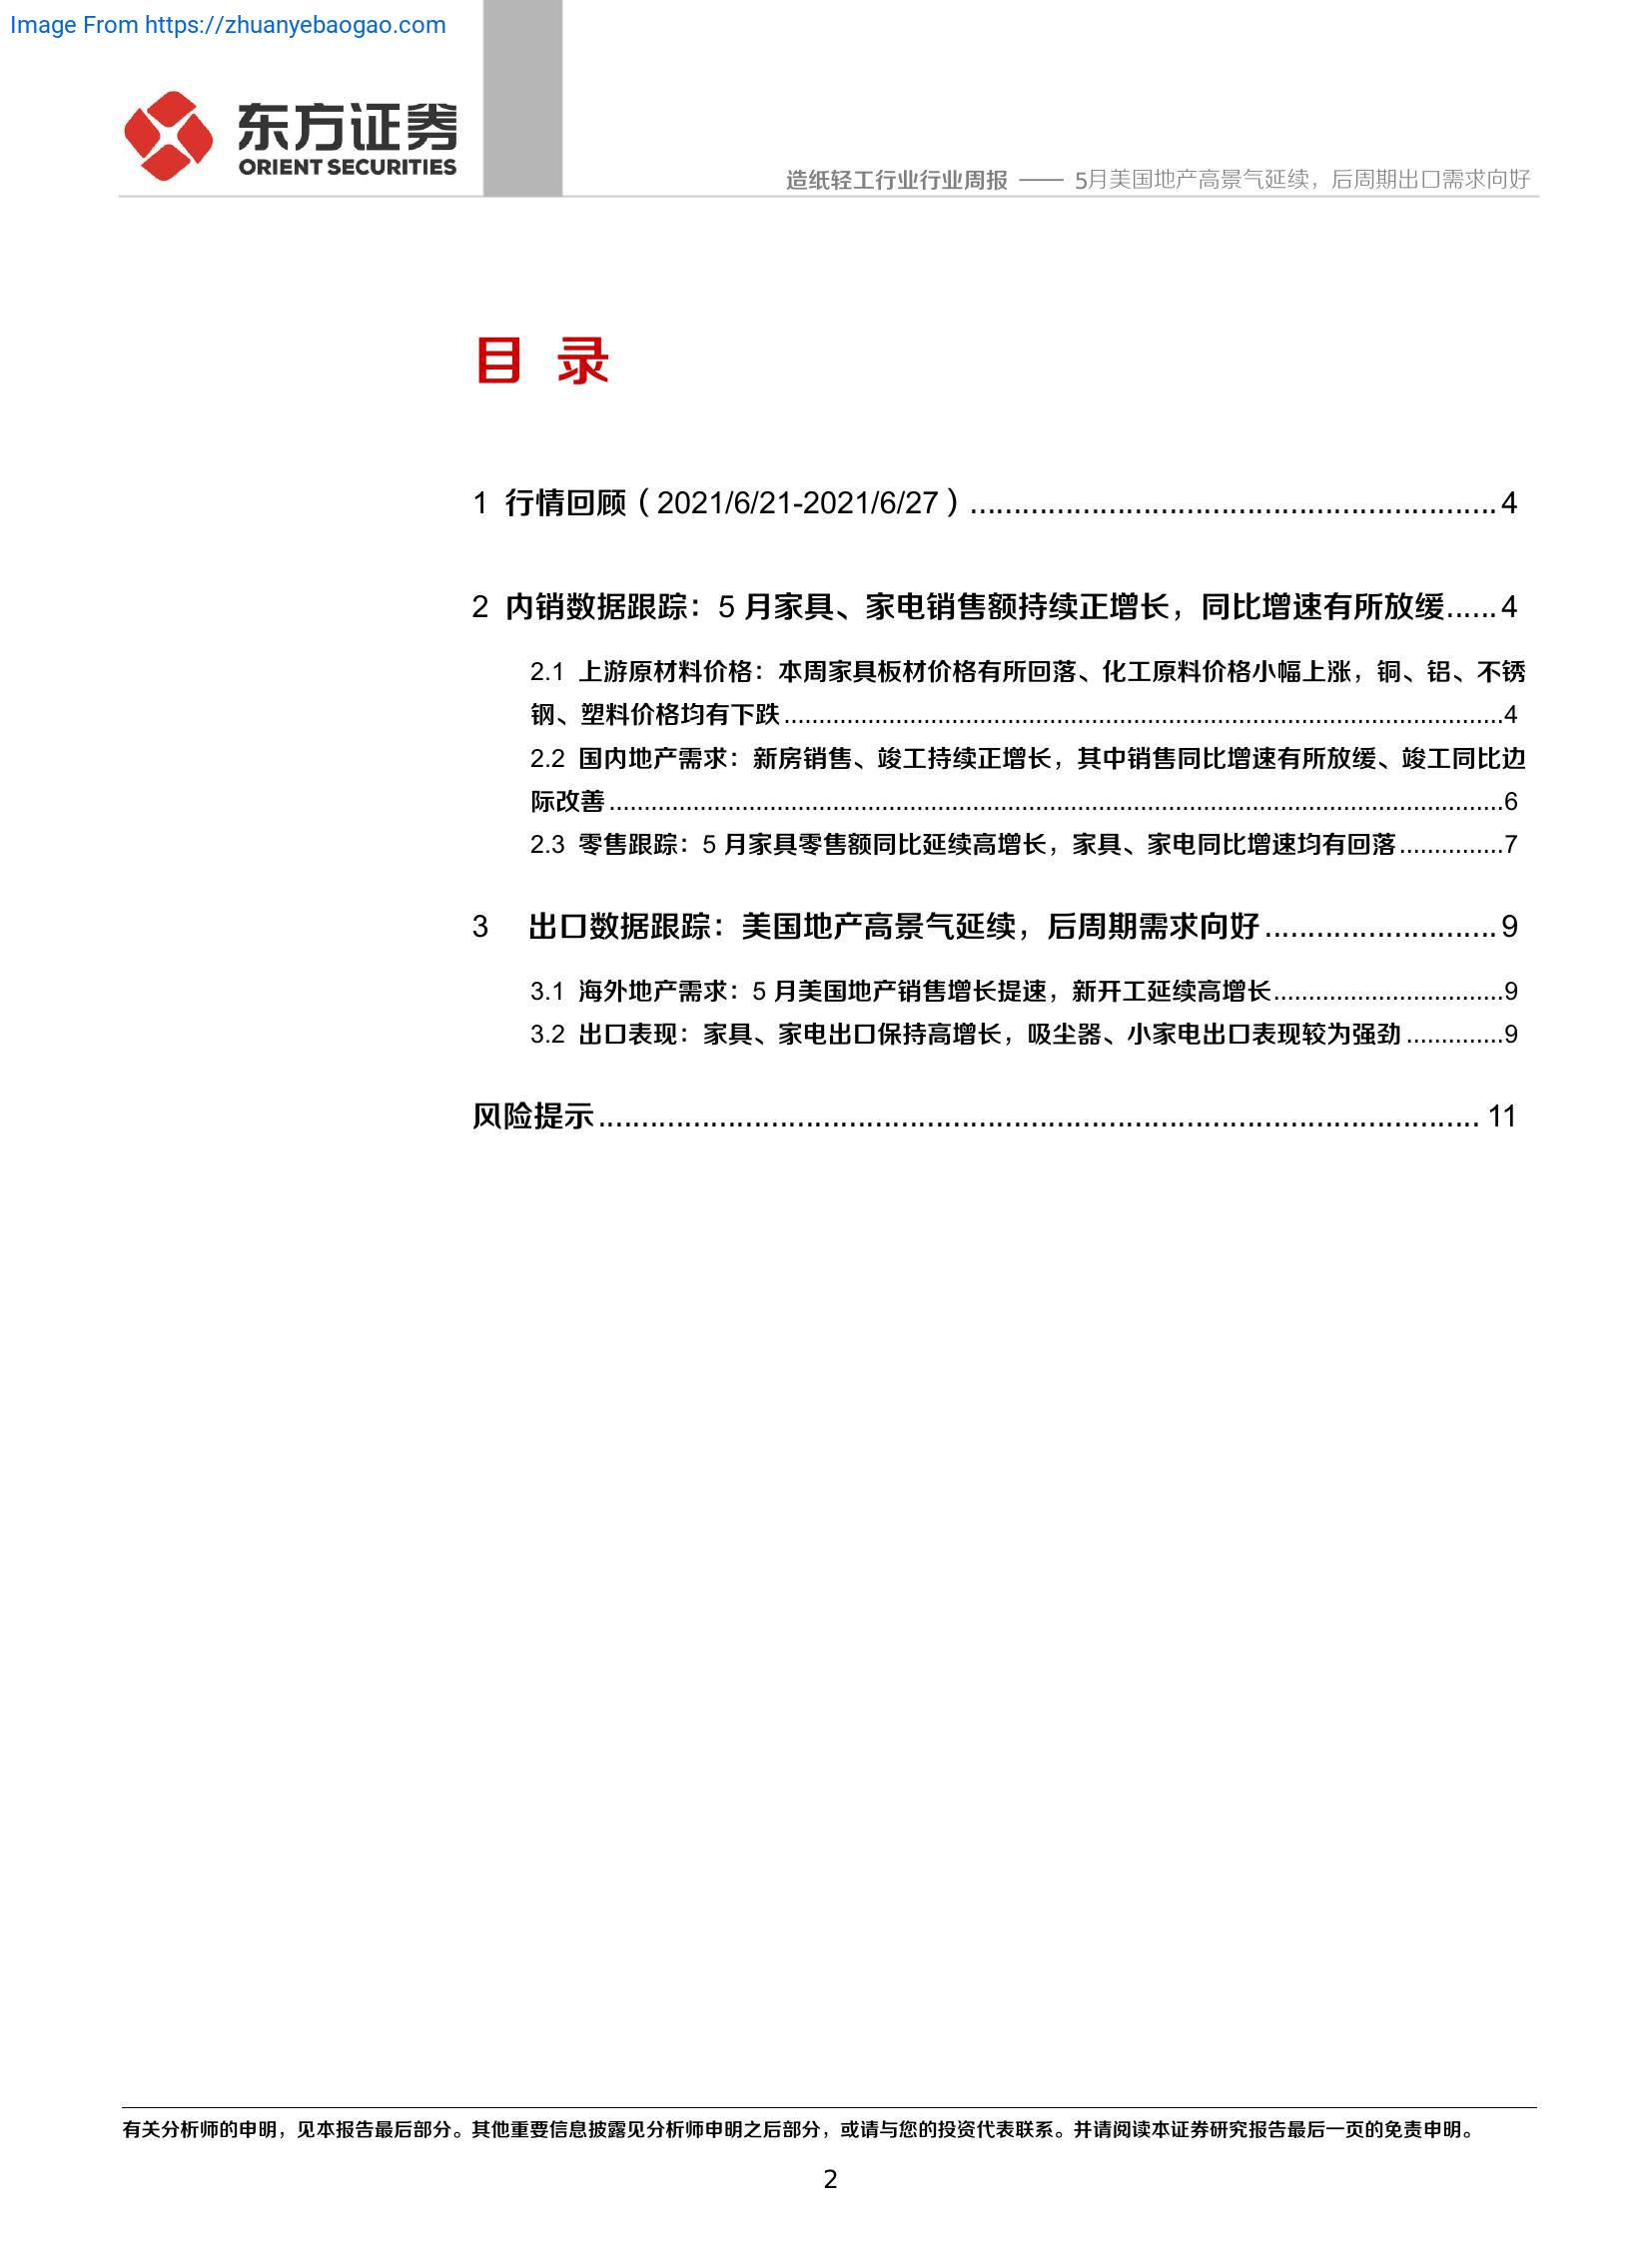 Image From https://zhuanyebaogao.com
东方证券
ORIENT SECURITIES
造纸轻工行业行业周报 —— 5月美国地产高景气延续，后周期出口需求向好
目 录
1 行情回顾（2021/6/21-2021/6/27）............................................................4
2 内销数据跟踪：5 月家具、家电销售额持续正增长，同比增速有所放缓......4
2.1 上游原材料价格：本周家具板材价格有所回落、化工原料价格小幅上涨，铜、铝、不锈
钢、塑料价格均有下跌......................................................................................................4
2.2 国内地产需求：新房销售、竣工持续正增长，其中销售同比增速有所放缓、竣工同比边
际改善................................................................................................................................6
2.3 零售跟踪：5 月家具零售额同比延续高增长，家具、家电同比增速均有回落...............7
3 出口数据跟踪：美国地产高景气延续，后周期需求向好...........................9
3.1 海外地产需求：5 月美国地产销售增长提速，新开工延续高增长.................................9
3.2 出口表现：家具、家电出口保持高增长，吸尘器、小家电出口表现较为强劲..............9
风险提示..................................................................................................... 11
有关分析师的申明，见本报告最后部分。其他重要信息披露见分析师申明之后部分，或请与您的投资代表联系。并请阅读本证券研究报告最后一页的免责申明。
2